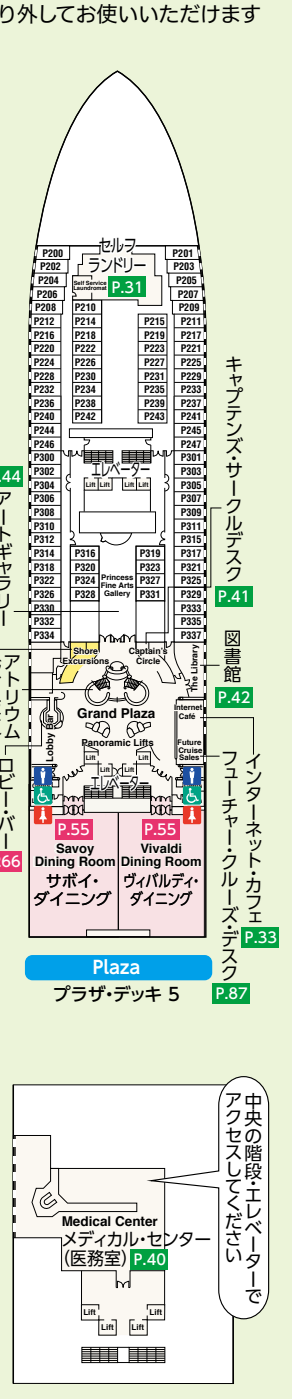 り外してお使いいただけます
セルフ
ランドリー
Self Service
Laundromat
P.31
P200
P202
P204
P206
P208
P212
P216
P220
P224
P228
P232
P236
P240
P244
P246
P300
P302
P304
P306
P308
P310
P312
P314
P318
P322
P326
P330
P332
P334
P210
P214
P218
P222
P226
P230
P234
P238
P242
P215
P219
P223
P227
P231
P235
P239
P243
P201
P203
P205
P207
P209
P211
P217
P221
P225
P229
P233
P237
P241
P245
P247
P301
P303
P305
P307
P309
P311
P315
P317
P321
P325
P329
P333
P335
P337
エレベーター
Lift Lift Lift Lift
P316
P320
P324
P328
P319
P323
P327
P331
Princess
Fine Arts
Gallery
Shore
Excursions
Captain's
Circle
The Library
Grand Plaza
Lobby Bar
Internet
Café
Panoramic Lifts
Lift Lift
Lift Lift
エレベーター
Future
Cruise
Sales
キャプテンズ・サークルデスク
P.41
図書館
P.42
インターネット・カフェ
P.33
フューチャー・クルーズ・デスク
P.87
.44
アートギャラリー
アトリウム
ロビー・バー
66
P.55
Savoy
Dining Room
サボイ・
ダイニング
P.55
Vivaldi
Dining Room
ヴィバルディ・
ダイニング
Plaza
プラザ・デッキ 5
中央の階段・エレベーターで
アクセスしてください
Medical Center
メディカル・センター
(医務室) P.40
Lift Lift
Lift Lift